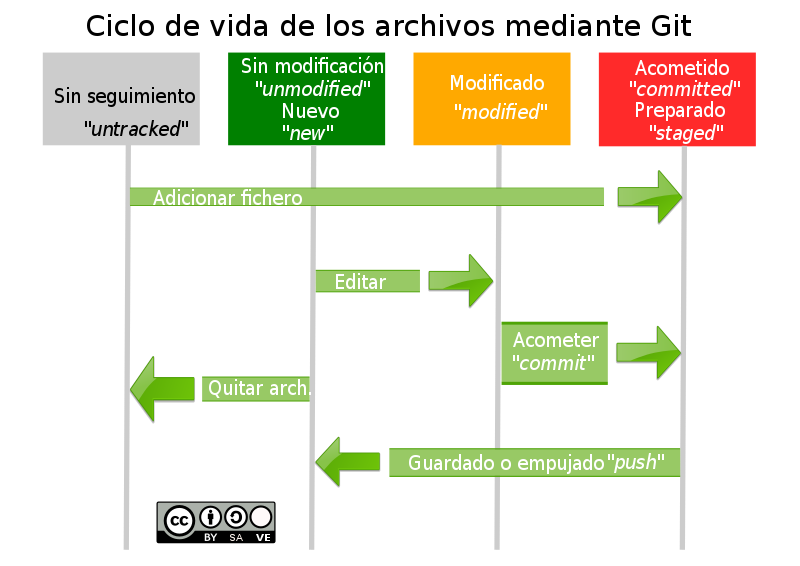 Ciclo de vida de los archivos mediante Git
Sin seguimiento
"untracked"
Sin modificación
"unmodified"
Nuevo
"new"
Modificado
"modified"
Acometido
"committed"
Preparado
"staged"
Adicionar fichero
Editar
Acometer
"commit"
Quitar arch.
Guardado o empujado "push"
cc
BY SA VE